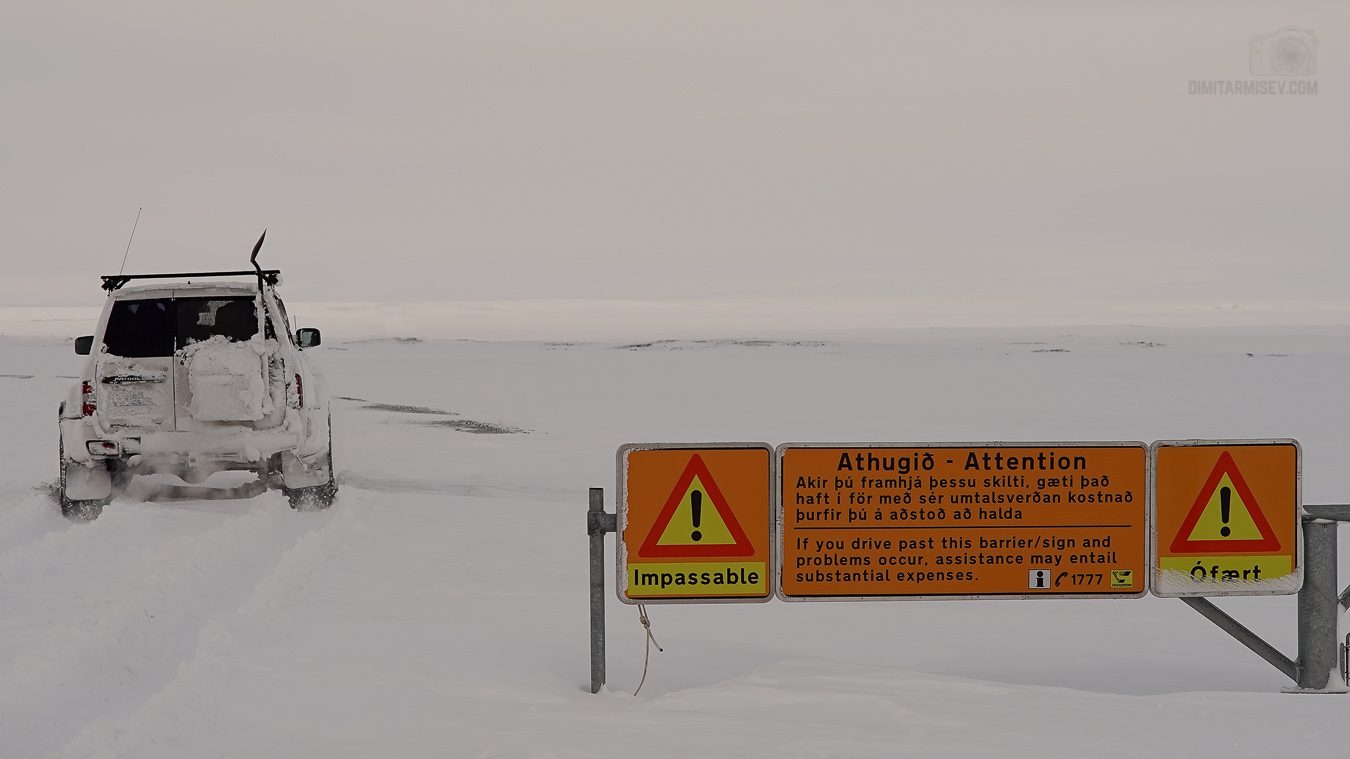 DIMITARMISEV.COM
PATROL
Impassable
Athugið - Attention
Akir þú framhjá þessu skilti, gæti það
haft í för með sér umtalsverðan kostnað
þurfir þú á aðstoð að halda
If you drive past this barrier/sign and
problems occur, assistance may entail
substantial expenses.
i 1777
Ófært